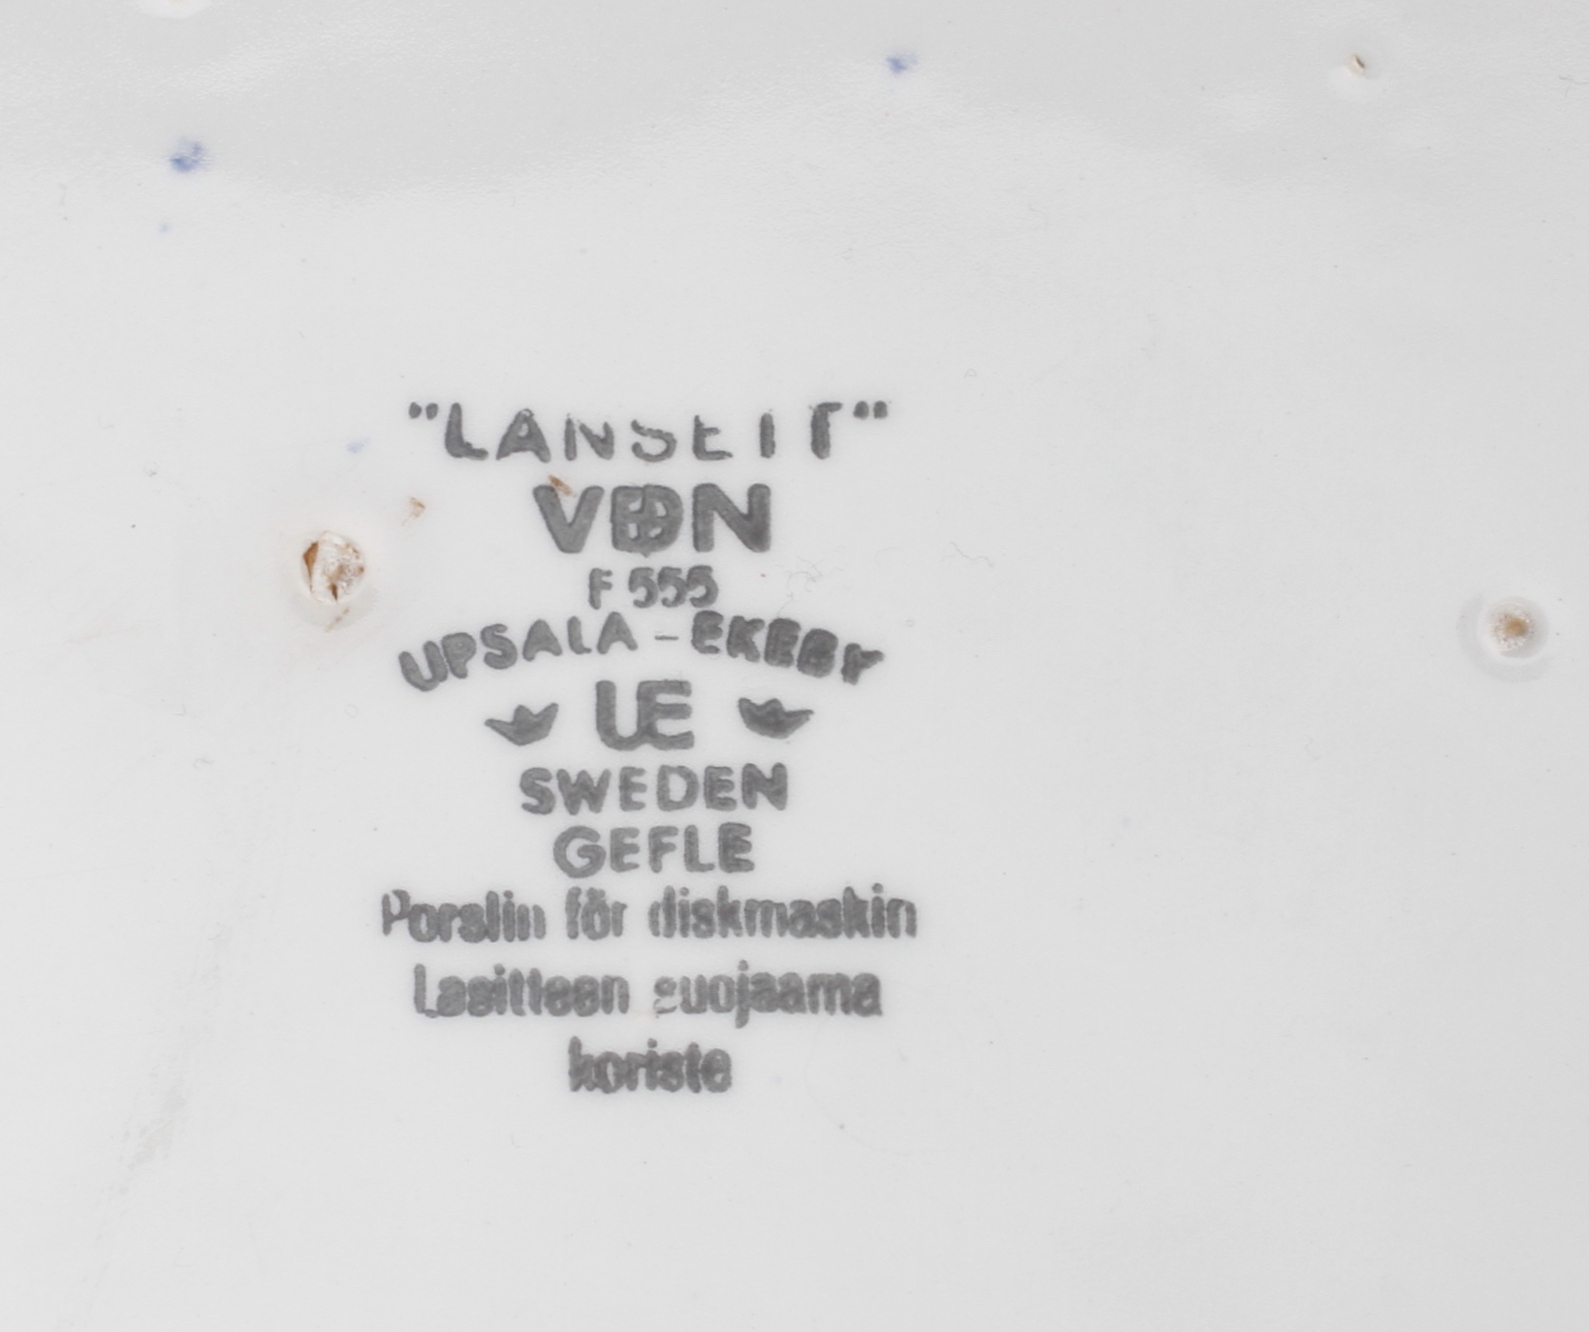 "LANSETT"
VDN
F 555
UPSALA - EKEBY
UE
SWEDEN
GEFLE
Porslin för diskmaskin
Lasitteen suojaama
koriste